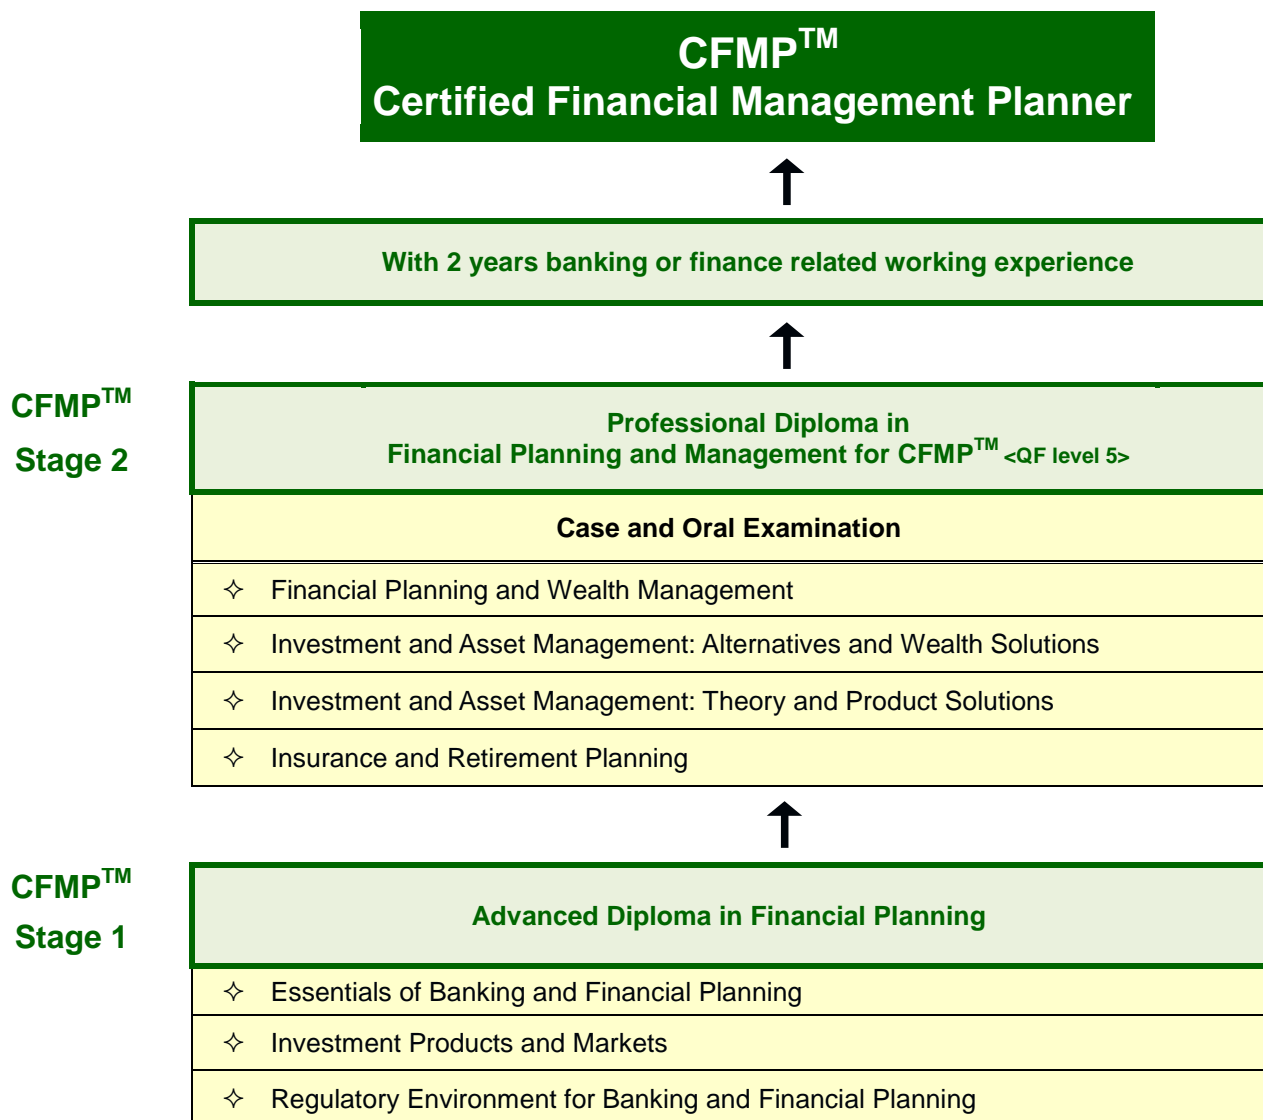 CFMP™
Certified Financial Management Planner
With 2 years banking or finance related working experience
CFMP™
Stage 2
Professional Diploma in
Financial Planning and Management for CFMP™ <QF level 5>
Case and Oral Examination
✧ Financial Planning and Wealth Management
✧ Investment and Asset Management: Alternatives and Wealth Solutions
✧ Investment and Asset Management: Theory and Product Solutions
✧ Insurance and Retirement Planning
CFMP™
Stage 1
Advanced Diploma in Financial Planning
✧ Essentials of Banking and Financial Planning
✧ Investment Products and Markets
✧ Regulatory Environment for Banking and Financial Planning